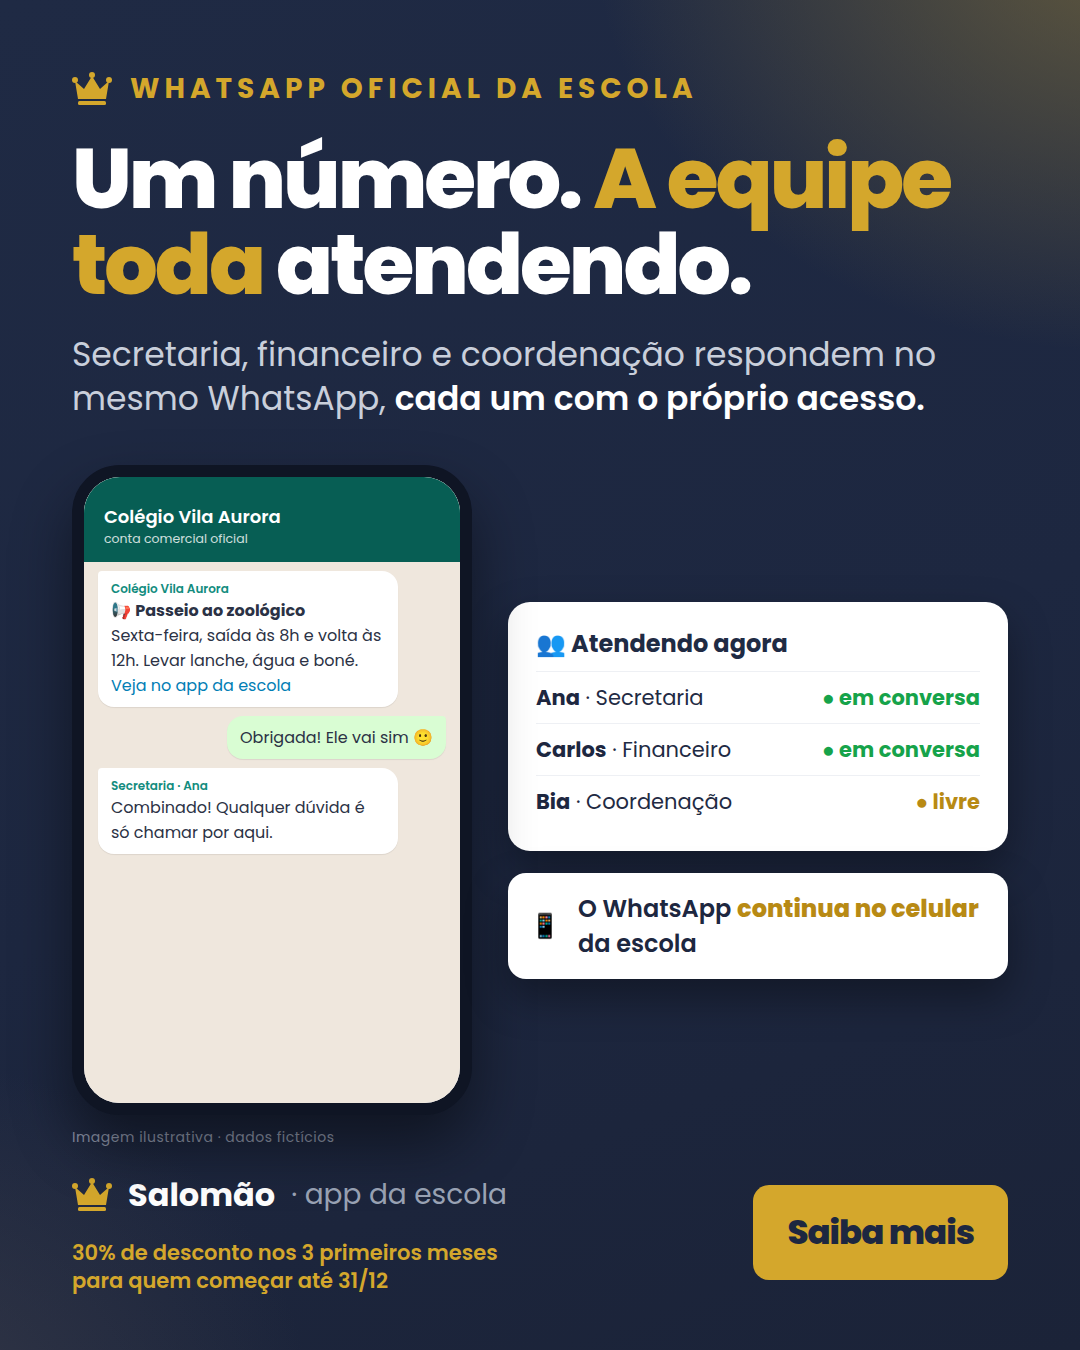 WHATSAPP OFICIAL DA ESCOLA
Um número. A equipe
toda atendendo.
Secretaria, financeiro e coordenação respondem no
mesmo WhatsApp, cada um com o próprio acesso.
Colégio Vila Aurora
conta comercial oficial
Colégio Vila Aurora
Passeio ao zoológico
Sexta-feira, saída às 8h e volta às
12h. Levar lanche, água e boné.
Veja no app da escola
Obrigada! Ele vai sim 🙂
Secretaria · Ana
Combinado! Qualquer dúvida é
só chamar por aqui.
👥 Atendendo agora
Ana · Secretaria ● em conversa
Carlos · Financeiro ● em conversa
Bia · Coordenação ● livre
📱 O WhatsApp continua no celular
da escola
Imagem ilustrativa · dados fictícios
Salomão · app da escola
30% de desconto nos 3 primeiros meses
para quem começar até 31/12
Saiba mais